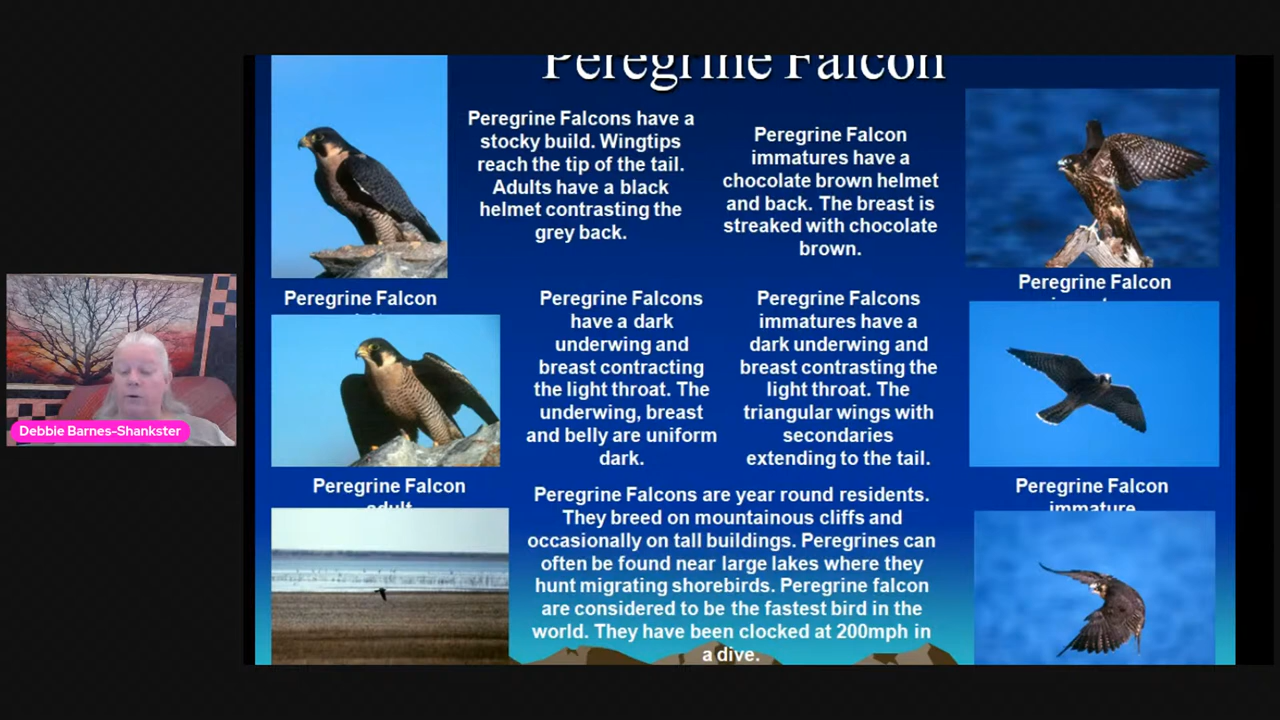 Peregrine Falcon
Peregrine Falcons have a
stocky build. Wingtips
reach the tip of the tail.
Adults have a black
helmet contrasting the
grey back.
Peregrine Falcon
immatures have a
chocolate brown helmet
and back. The breast is
streaked with chocolate
brown.
Peregrine Falcon
Peregrine Falcon
Peregrine Falcons
have a dark
underwing and
breast contracting
the light throat. The
underwing, breast
and belly are uniform
dark.
Peregrine Falcons
immatures have a
dark underwing and
breast contrasting the
light throat. The
triangular wings with
secondaries
extending to the tail.
Debbie Barnes-Shankster
Peregrine Falcon
adult
Peregrine Falcon
immature
Peregrine Falcons are year round residents.
They breed on mountainous cliffs and
occasionally on tall buildings. Peregrines can
often be found near large lakes where they
hunt migrating shorebirds. Peregrine falcon
are considered to be the fastest bird in the
world. They have been clocked at 200mph in
a dive.